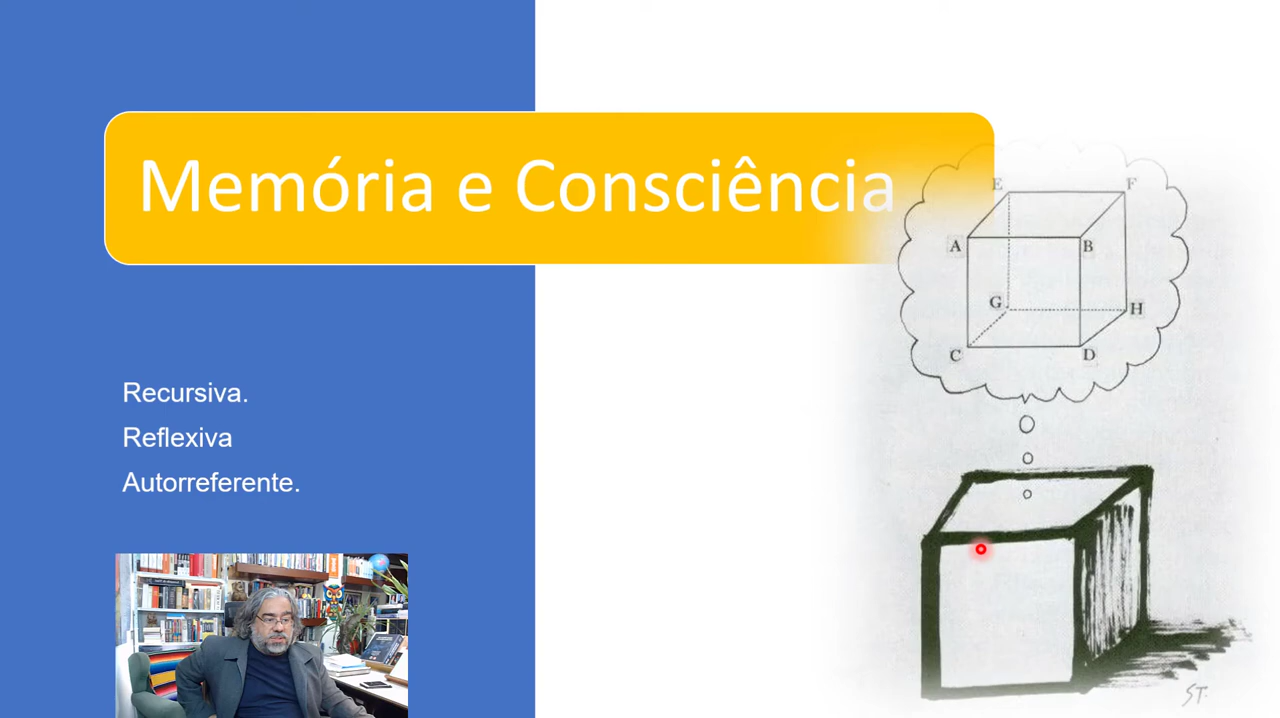 Memória e Consciência
E
F
A
B
G
H
C
D
Recursiva.
Reflexiva
Autorreferente.
ST.